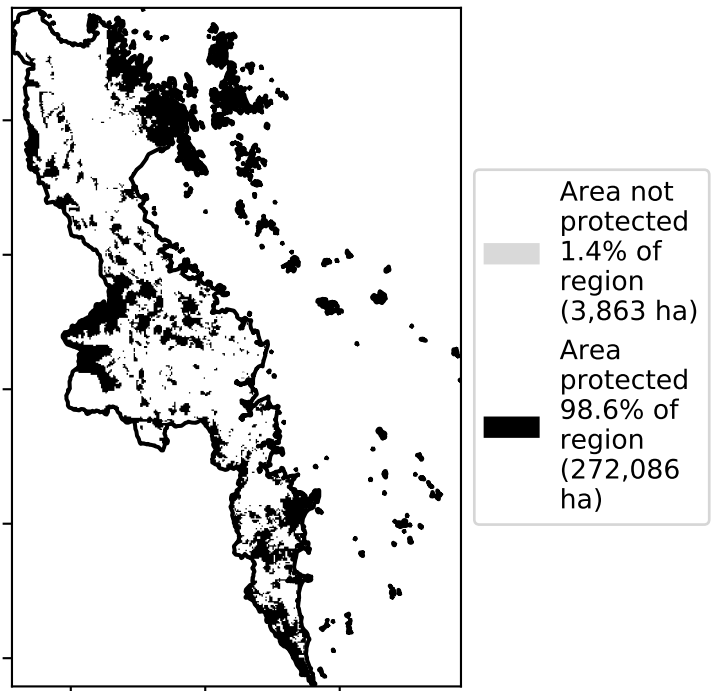 Area not
protected
1.4% of
region
(3,863 ha)
Area
protected
98.6% of
region
(272,086
ha)